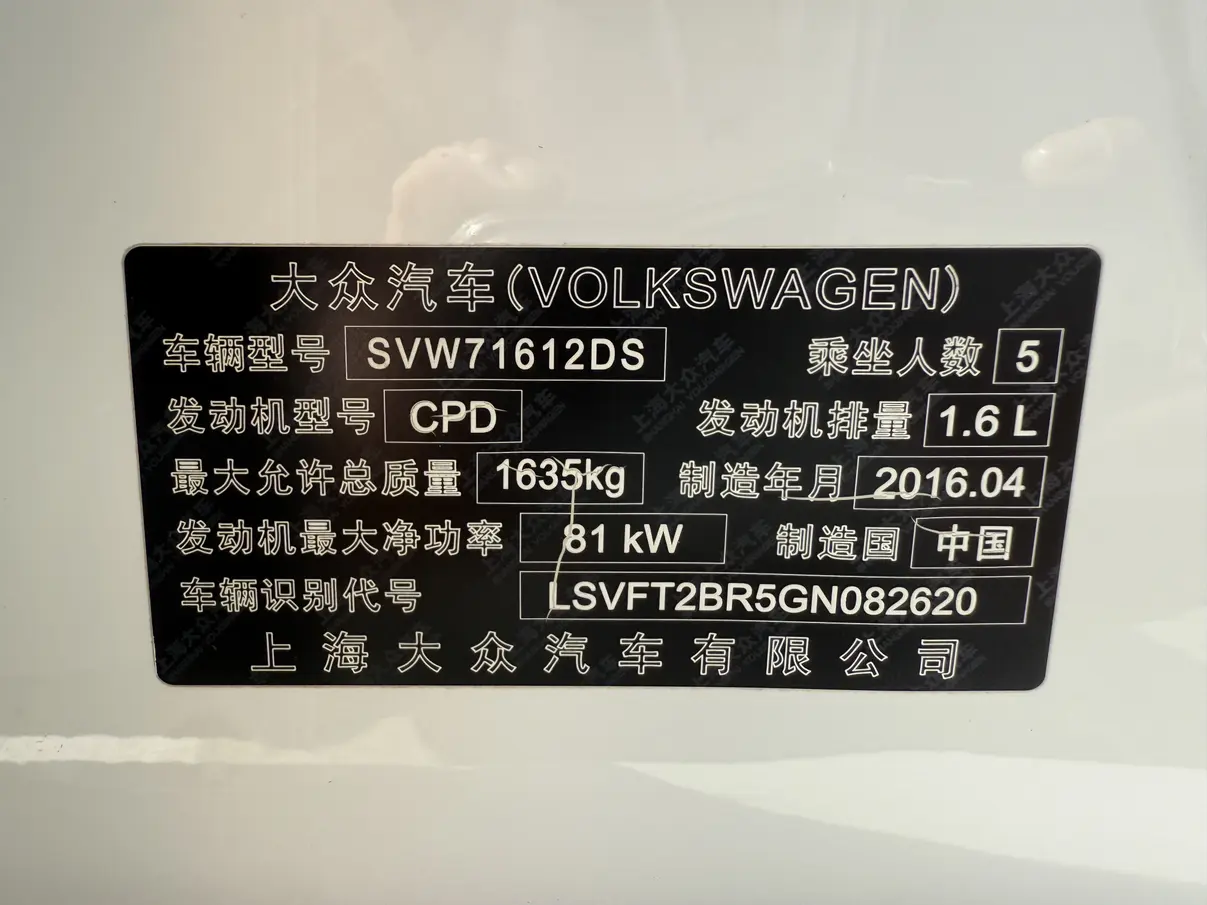 大众汽车(VOLKSWAGEN)
车辆型号 SVW71612DS 乘坐人数 5
发动机型号 CPD 发动机排量 1.6 L
最大允许总质量 1635kg 制造年月 2016.04
发动机最大净功率 81 kW 制造国 中国
车辆识别代号 LSVFT2BR5GN082620
上海大众汽车有限公司